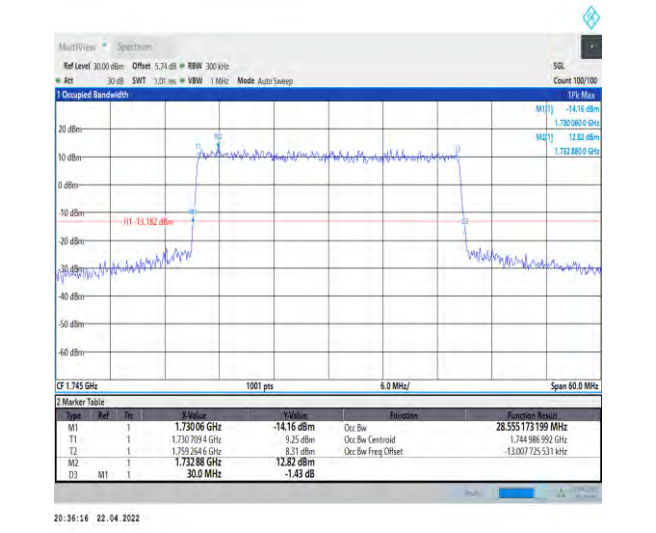 MultiView Spectrum
Ref Level 30.00 dBm Offset 5.74 dB RBW 300 kHz SGL
Att 30 dB SWT 1.01 ms VBW 1 MHz Mode Auto Sweep Count 100/100
1 Occupied Bandwidth 1Pk Max
M1[1] -14.16 dBm
1.730 060 0 GHz
M2[1] 12.82 dBm
1.732 880 0 GHz
20 dBm
M2
T1
10 dBm
0 dBm
-10 dBm
H1 -13.182 dBm
D3
-20 dBm
-30 dBm
-40 dBm
-50 dBm
-60 dBm
CF 1.745 GHz 1001 pts 6.0 MHz/ Span 60.0 MHz
2 Marker Table
Type Ref Trc X-Value Y-Value Function Function Result
M1 1 1.73006 GHz -14.16 dBm Occ Bw 28.555 173 199 MHz
T1 1 1.730 709 4 GHz 9.25 dBm Occ Bw Centroid 1.744 986 992 GHz
T2 1 1.759 264 6 GHz 8.31 dBm Occ Bw Freq Offset -13.007 725 531 kHz
M2 1 1.732 88 GHz 12.82 dBm
D3 M1 1 30.0 MHz -1.43 dB
20:36:16 22.04.2022